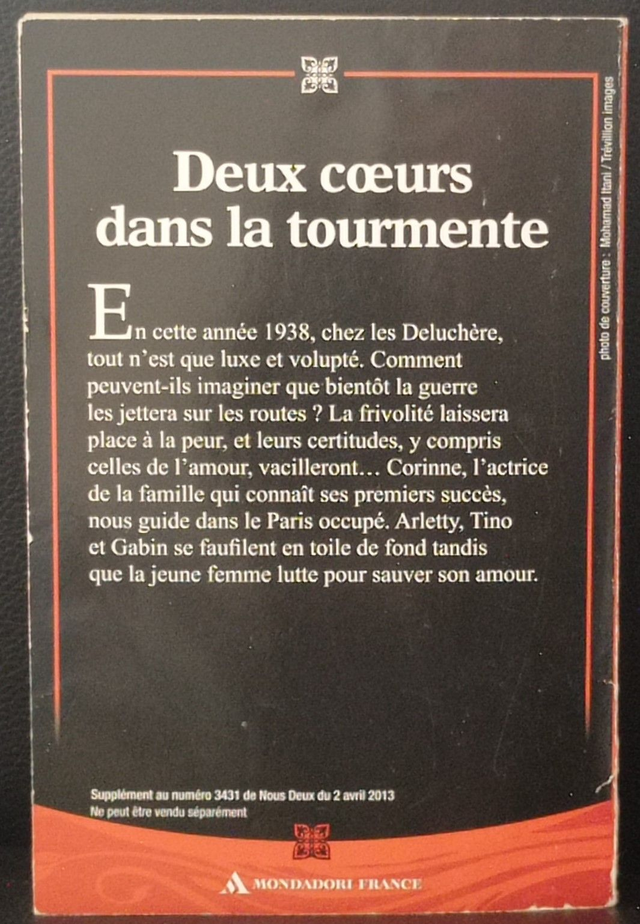 Deux cœurs
dans la tourmente
En cette année 1938, chez les Deluchère,
tout n'est que luxe et volupté. Comment
peuvent-ils imaginer que bientôt la guerre
les jettera sur les routes ? La frivolité laissera
place à la peur, et leurs certitudes, y compris
celles de l'amour, vacilleront… Corinne, l'actrice
de la famille qui connaît ses premiers succès,
nous guide dans le Paris occupé. Arletty, Tino
et Gabin se faufilent en toile de fond tandis
que la jeune femme lutte pour sauver son amour.
photo de couverture : Mohamad Itani / Trévillion images
Supplément au numéro 3431 de Nous Deux du 2 avril 2013
Ne peut être vendu séparément
MONDADORI FRANCE